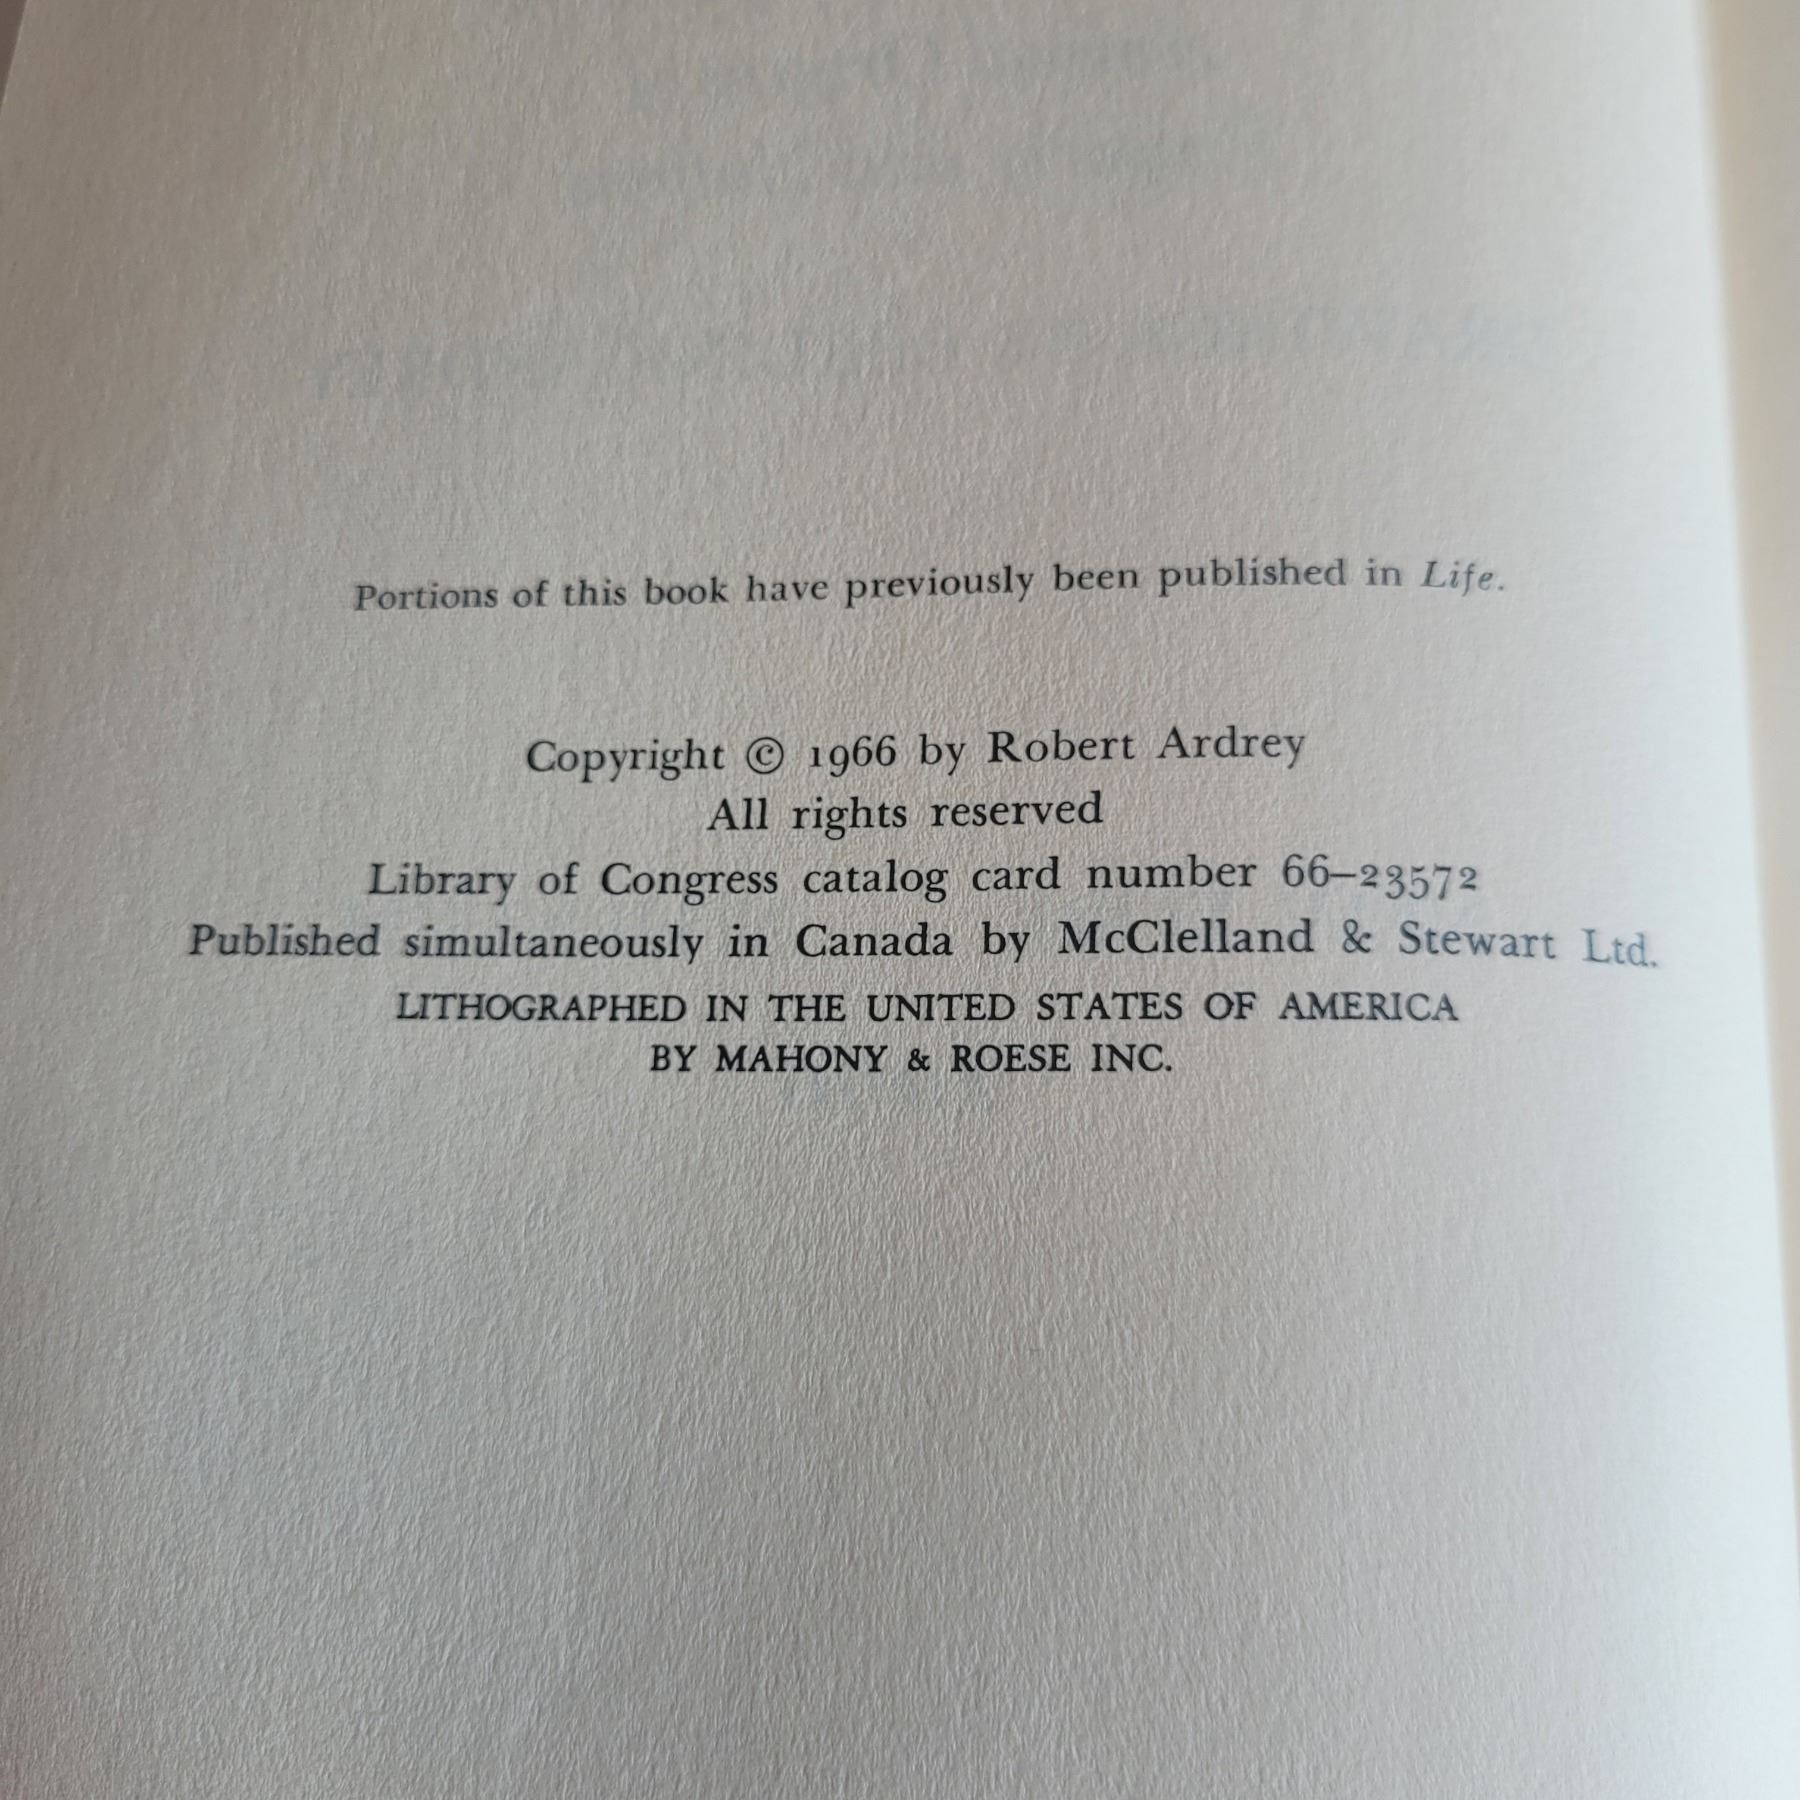 Portions of this book have previously been published in Life.
Copyright © 1966 by Robert Ardrey
All rights reserved
Library of Congress catalog card number 66–23572
Published simultaneously in Canada by McClelland & Stewart Ltd.
LITHOGRAPHED IN THE UNITED STATES OF AMERICA
BY MAHONY & ROESE INC.